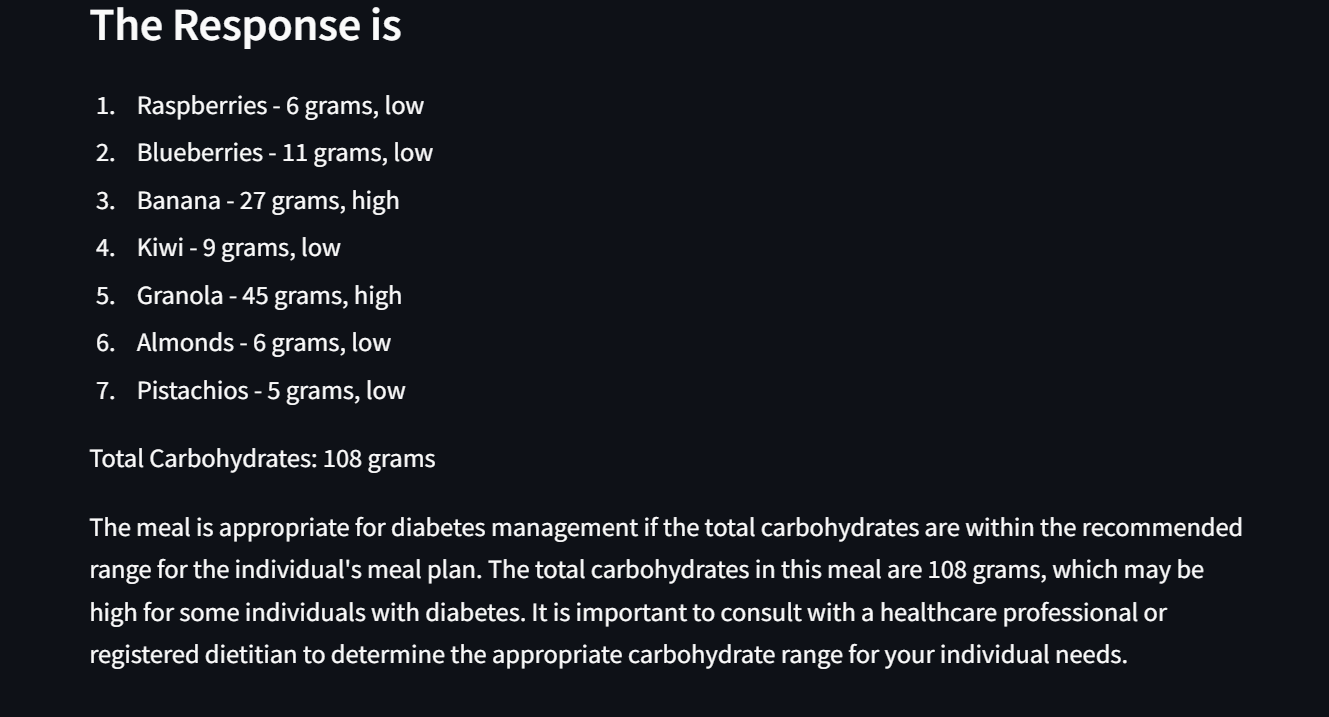 The Response is
1. Raspberries - 6 grams, low
2. Blueberries - 11 grams, low
3. Banana - 27 grams, high
4. Kiwi - 9 grams, low
5. Granola - 45 grams, high
6. Almonds - 6 grams, low
7. Pistachios - 5 grams, low
Total Carbohydrates: 108 grams
The meal is appropriate for diabetes management if the total carbohydrates are within the recommended
range for the individual's meal plan. The total carbohydrates in this meal are 108 grams, which may be
high for some individuals with diabetes. It is important to consult with a healthcare professional or
registered dietitian to determine the appropriate carbohydrate range for your individual needs.